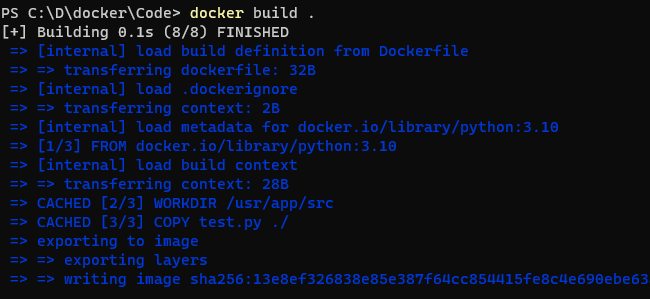 PS C:\D\docker\Code> docker build .
[+] Building 0.1s (8/8) FINISHED
=> [internal] load build definition from Dockerfile
=> => transferring dockerfile: 32B
=> [internal] load .dockerignore
=> => transferring context: 2B
=> [internal] load metadata for docker.io/library/python:3.10
=> [1/3] FROM docker.io/library/python:3.10
=> [internal] load build context
=> => transferring context: 28B
=> CACHED [2/3] WORKDIR /usr/app/src
=> CACHED [3/3] COPY test.py ./
=> exporting to image
=> => exporting layers
=> => writing image sha256:13e8ef326838e85e387f64cc854415fe8c4e690ebe63